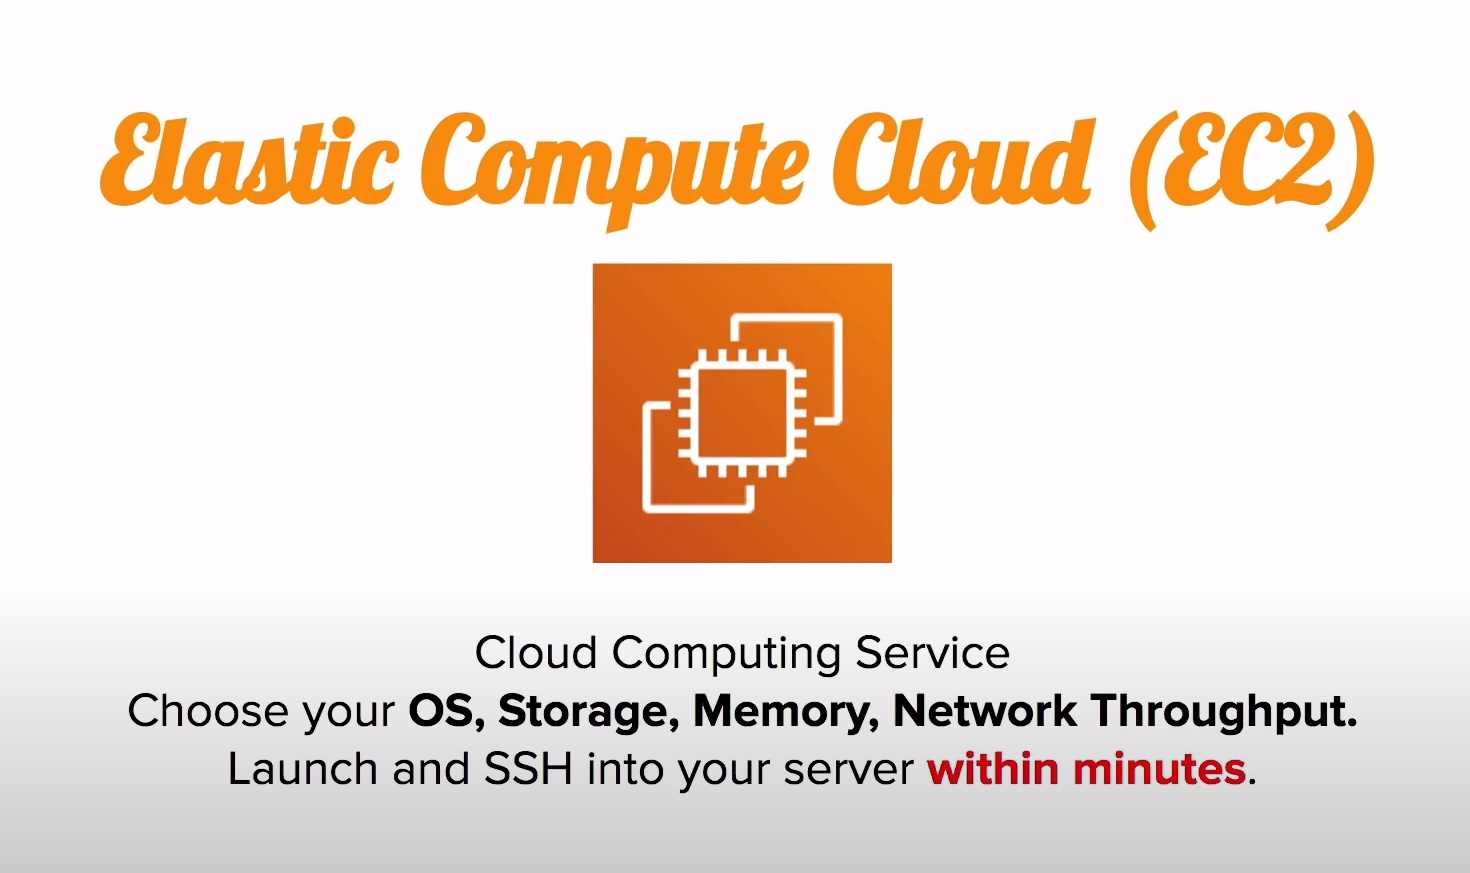 Elastic Compute Cloud (EC2)
Cloud Computing Service
Choose your OS, Storage, Memory, Network Throughput.
Launch and SSH into your server within minutes.